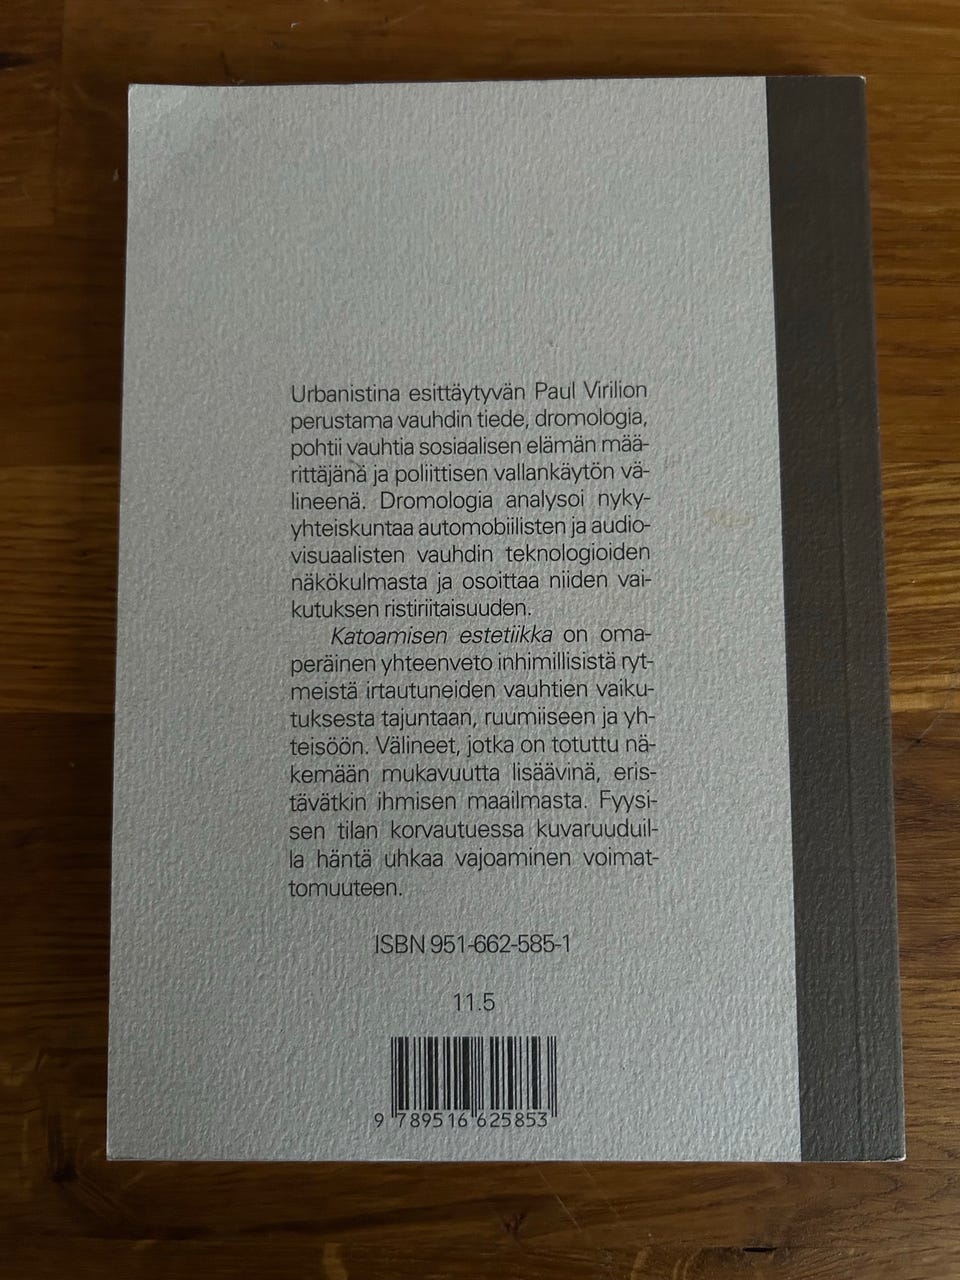 Urbanistina esittäytyvän Paul Virilion
perustama vauhdin tiede, dromologia,
pohtii vauhtia sosiaalisen elämän mää-
rittäjänä ja poliittisen vallankäytön vä-
lineenä. Dromologia analysoi nyky-
yhteiskuntaa automobiilisten ja audio-
visuaalisten vauhdin teknologioiden
näkökulmasta ja osoittaa niiden vai-
kutuksen ristiriitaisuuden.
Katoamisen estetiikka on oma-
peräinen yhteenveto inhimillisistä ryt-
meistä irtautuneiden vauhtien vaiku-
tuksesta tajuntaan, ruumiiseen ja yh-
teisöön. Välineet, jotka on totuttu nä-
kemään mukavuutta lisäävinä, eris-
tävätkin ihmisen maailmasta. Fyysi-
sen tilan korvautuessa kuvaruuduil-
la häntä uhkaa vajoaminen voimat-
tomuuteen.
ISBN 951-662-585-1
11.5
9 789516 625853